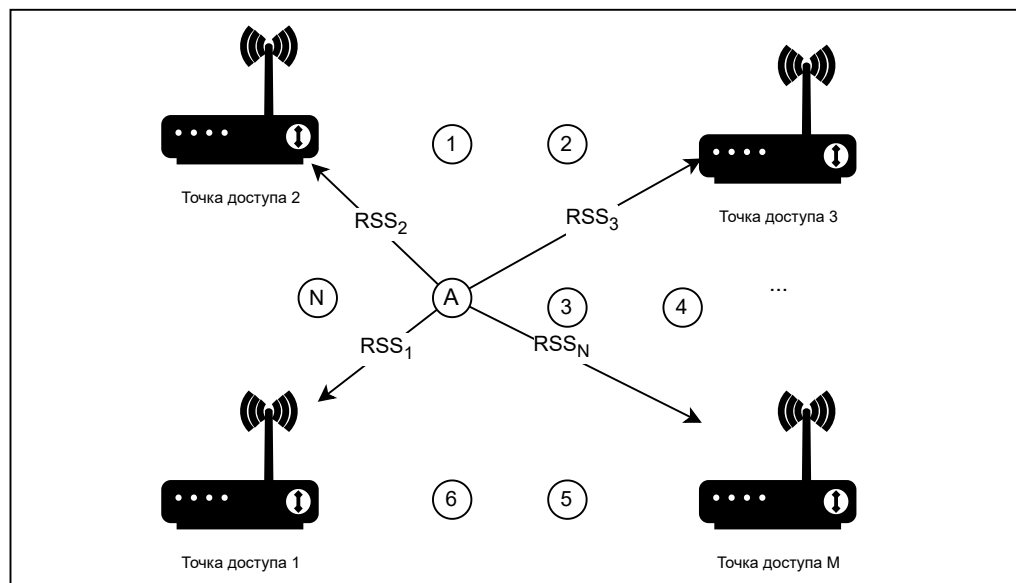 1
2
Точка доступа 2
Точка доступа 3
RSS2
RSS3
...
N
A
3
4
RSS1
RSSN
6
5
Точка доступа 1
Точка доступа M